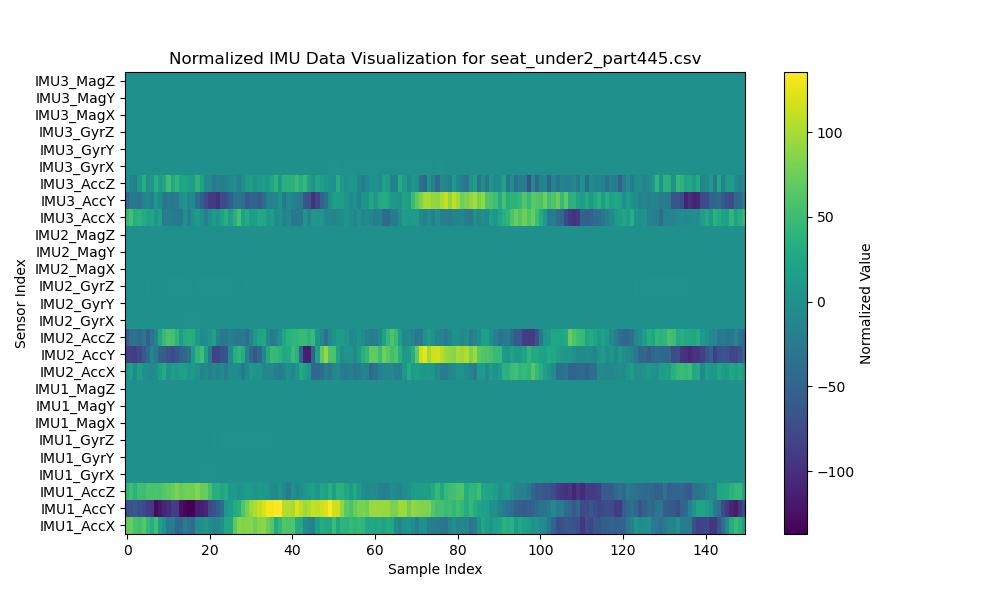 Normalized IMU Data Visualization for seat_under2_part445.csv
IMU3_MagZ
IMU3_MagY
IMU3_MagX
IMU3_GyrZ
IMU3_GyrY
IMU3_GyrX
IMU3_AccZ
IMU3_AccY
IMU3_AccX
IMU2_MagZ
IMU2_MagY
IMU2_MagX
IMU2_GyrZ
IMU2_GyrY
IMU2_GyrX
IMU2_AccZ
IMU2_AccY
IMU2_AccX
IMU1_MagZ
IMU1_MagY
IMU1_MagX
IMU1_GyrZ
IMU1_GyrY
IMU1_GyrX
IMU1_AccZ
IMU1_AccY
IMU1_AccX
Sensor Index
0 20 40 60 80 100 120 140
Sample Index
100
50
0
−50
−100
Normalized Value